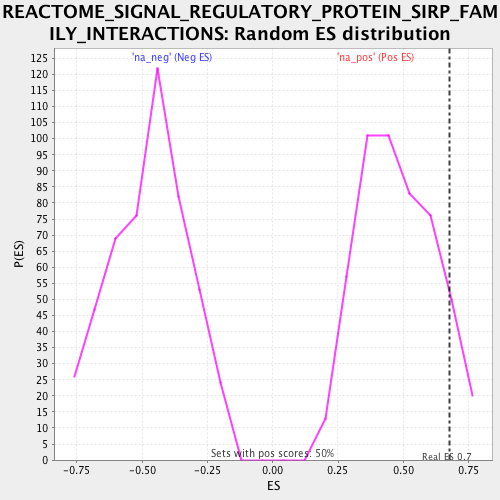 REACTOME_SIGNAL_REGULATORY_PROTEIN_SIRP_FAM
ILY_INTERACTIONS: Random ES distribution
'na_neg' (Neg ES)
'na_pos' (Pos ES)
125
120
115
110
105
100
95
90
85
80
75
70
65
60
55
50
45
40
35
30
25
20
15
10
5
0
P(ES)
Sets with pos scores: 50%
Real ES 0.7
-0.75 -0.50 -0.25 0.00 0.25 0.50 0.75
ES